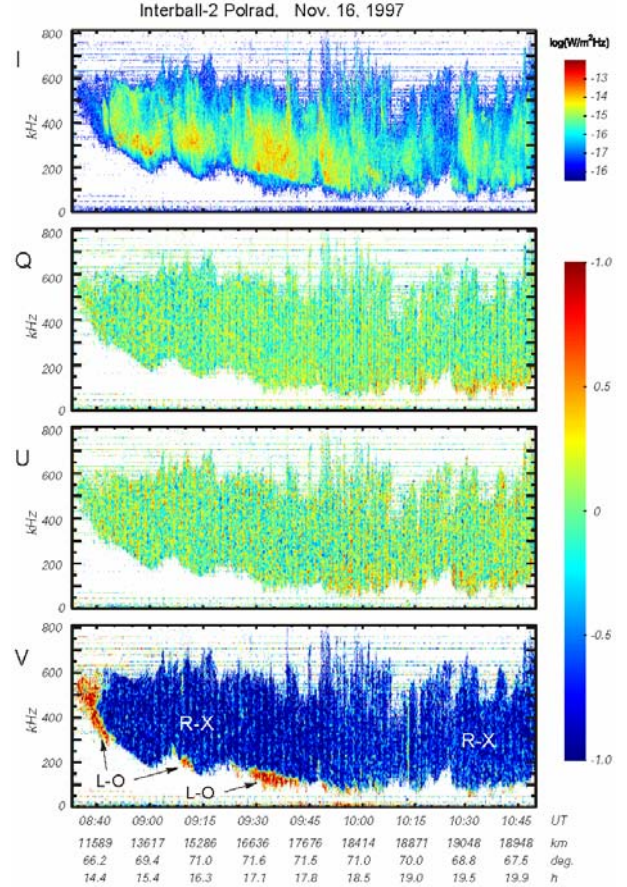 Interball-2 Polrad, Nov. 16, 1997
log(W/m²Hz)
I
kHz
800
600
400
200
0
-13
-14
-15
-16
Q
kHz
800
600
400
200
0
U
kHz
800
600
400
200
0
1.0
0.5
0
-0.5
-1.0
V
kHz
800
600
400
200
0
R-X
R-X
L-O
L-O
08:40 09:00 09:15 09:30 09:45 10:00 10:15 10:30 10:45 UT
11589 13617 15286 16636 17676 18414 18871 19048 18948 km
66.2 69.4 71.0 71.6 71.5 71.0 70.0 68.8 67.5 deg.
14.4 15.4 16.3 17.1 17.8 18.5 19.0 19.5 19.9 h